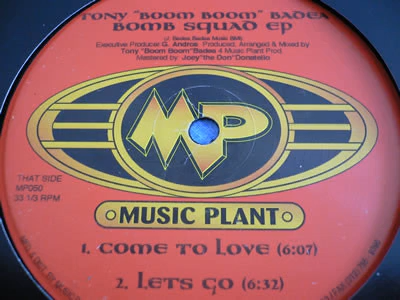 TONY "BOOM BOOM" BADEA
BOMB SQUAD EP
Executive Producer G. Andros Produced, Arranged & Mixed by
Tony "Boom Boom" Badea 4 Music Plant Prod.
Mastered by: Joey "the Don" Donatello
MP
THAT SIDE
MP050
33 1/3 RPM
MUSIC PLANT
1. COME TO LOVE (6:07)
2. LETS GO (6:32)